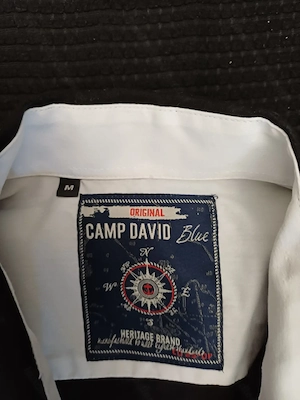 ORIGINAL
CAMP DAVID Blue
M
N
W
E
S
HERITAGE BRAND